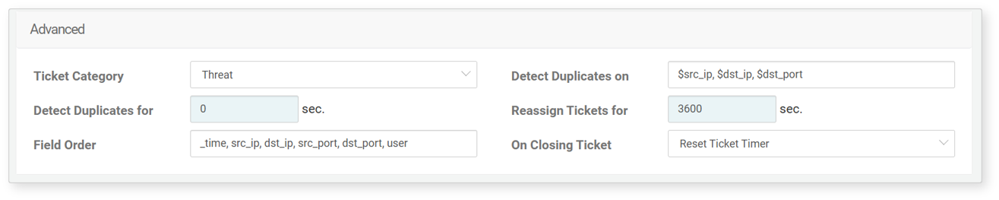 Advanced
Ticket Category Threat Detect Duplicates on $src_ip, $dst_ip, $dst_port
Detect Duplicates for 0 sec. Reassign Tickets for 3600 sec.
Field Order _time, src_ip, dst_ip, src_port, dst_port, user On Closing Ticket Reset Ticket Timer